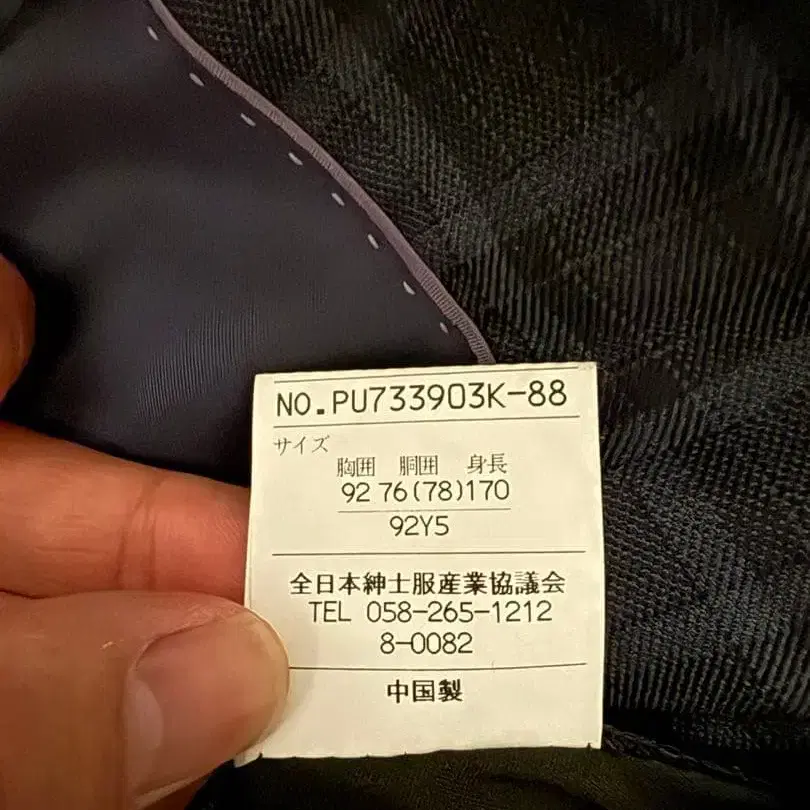 NO.PU733903K-88
サイズ
胸囲 胴囲 身長
92 76(78)170
92Y5
全日本紳士服産業協議会
TEL 058-265-1212
8-0082
中国製